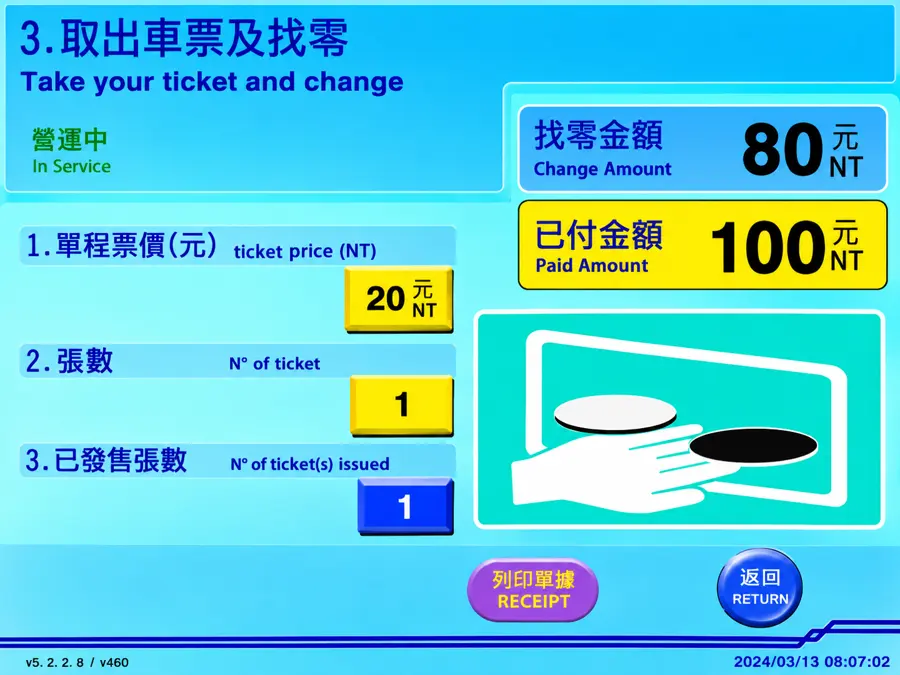 3.取出車票及找零
Take your ticket and change
營運中
In Service
找零金額
Change Amount
80 元 NT
已付金額
Paid Amount
100 元 NT
1.單程票價(元) ticket price (NT)
20 元 NT
2.張數 N° of ticket
1
3.已發售張數 Nº of ticket(s) issued
1
列印單據
RECEIPT
返回
RETURN
v5. 2. 2. 8 / v460
2024/03/13 08:07:02